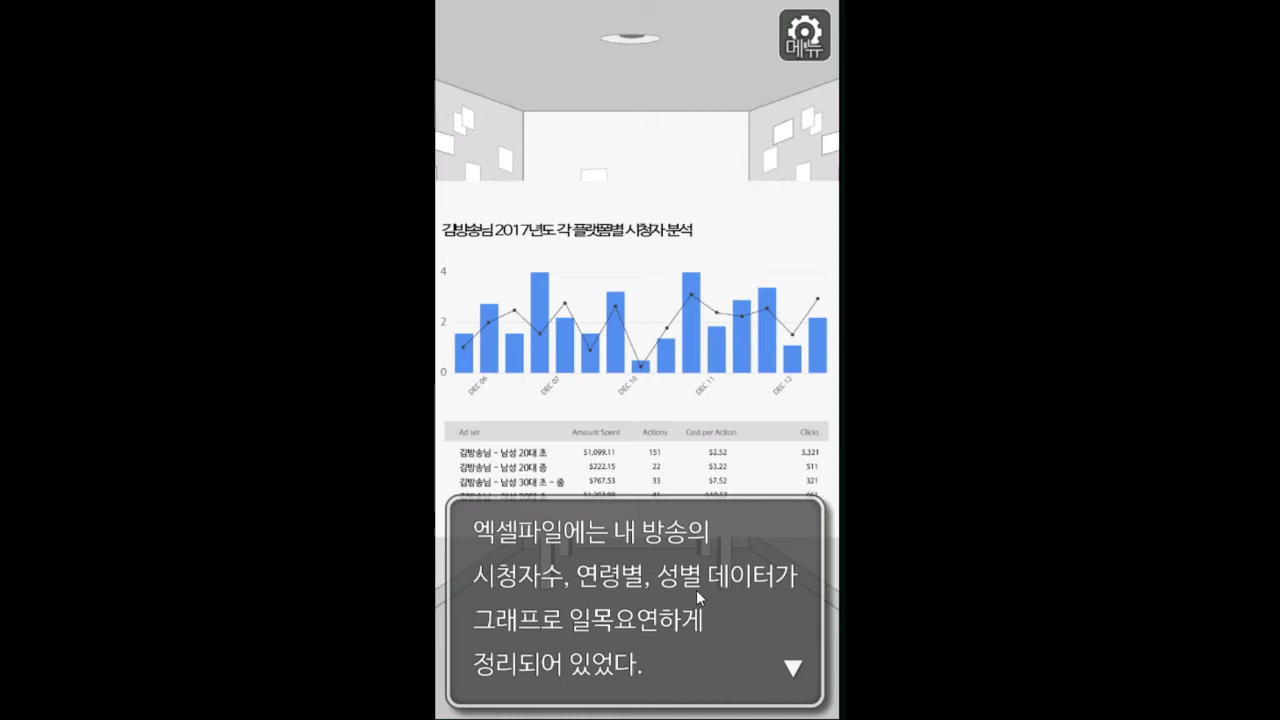 메뉴
김방송님 2017년도 각 플랫폼별 시청자 분석
4
2
0
DEC 06 DEC 07 DEC 10 DEC 11 DEC 12
Ad set Amount Spent Actions Cost per Action Clicks
김방송님 - 남성 20대 초 $1,099.11 151 $2.52 3,321
김방송님 - 남성 20대 중 $222.15 22 $3.22 511
김방송님 - 남성 30대 초 - 중 $767.53 33 $7.52 321
엑셀파일에는 내 방송의
시청자수, 연령별, 성별 데이터가
그래프로 일목요연하게
정리되어 있었다.